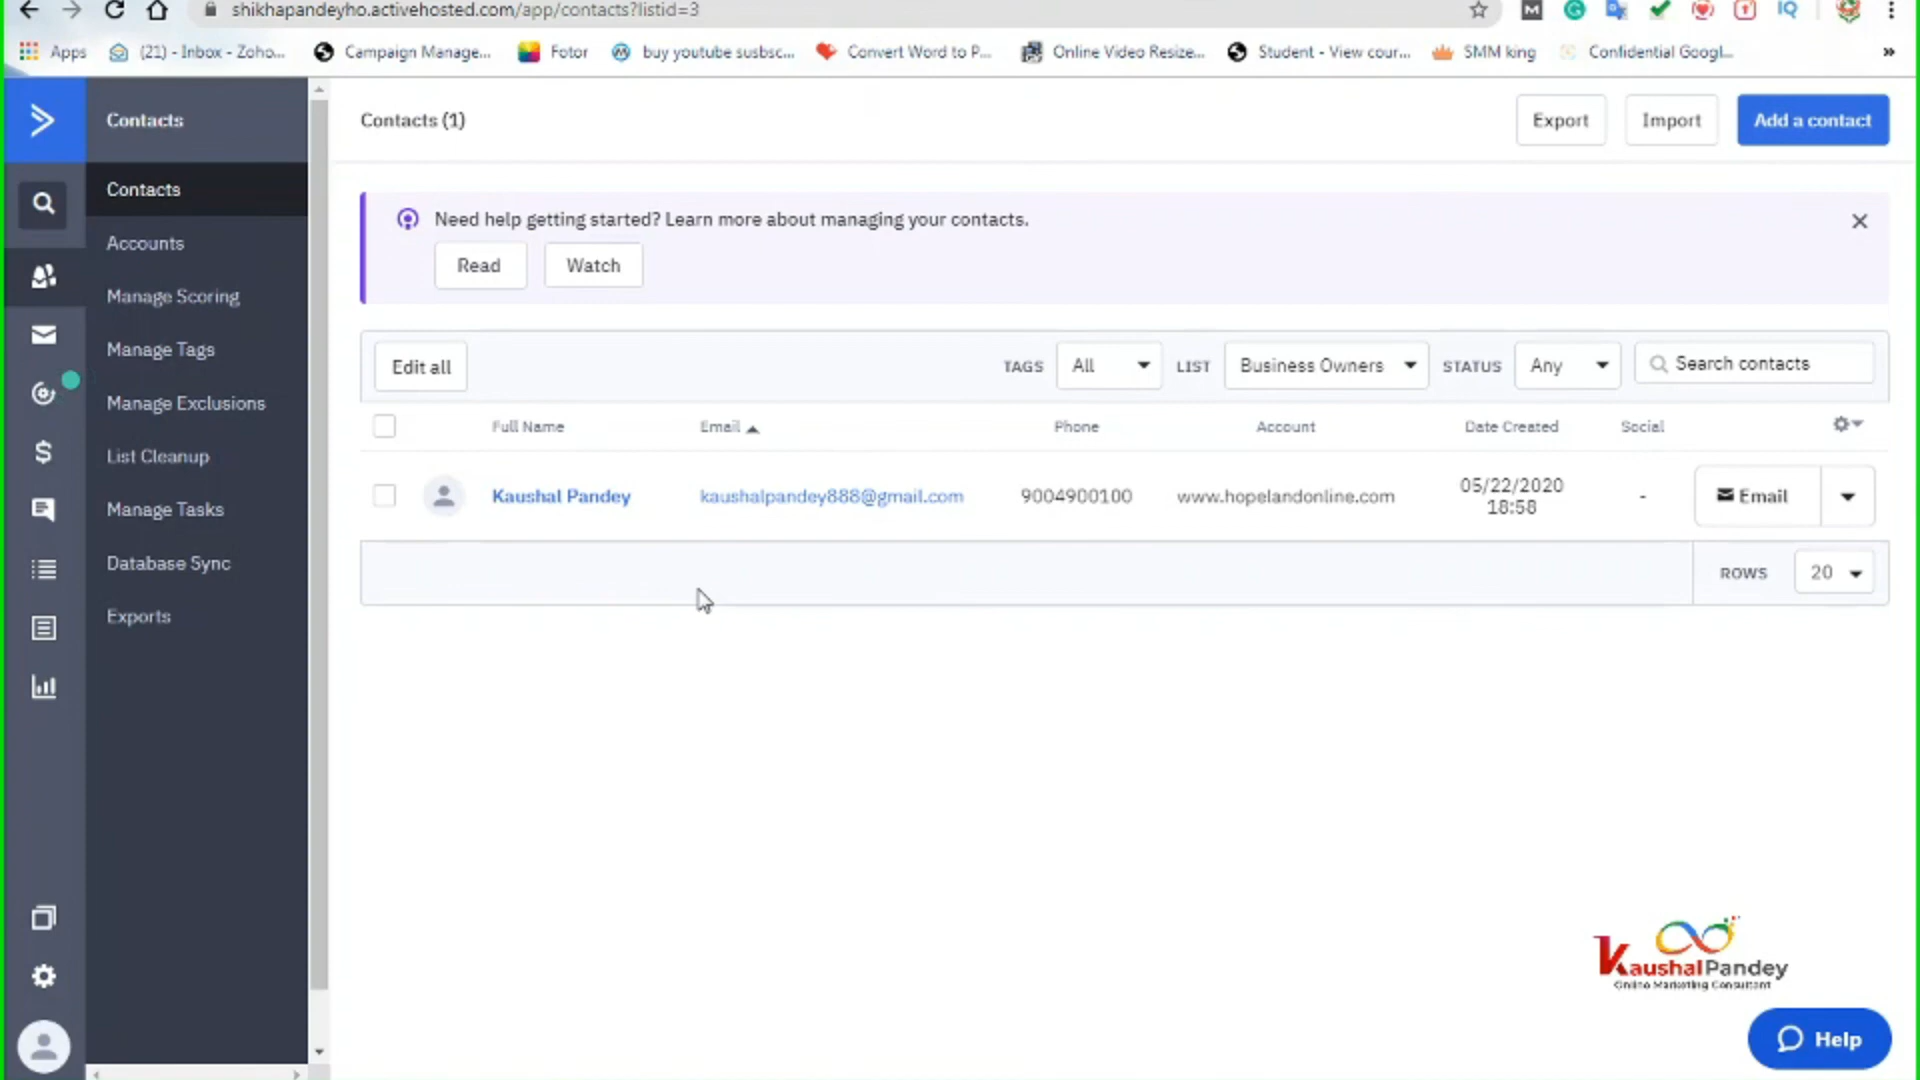 shikhapandeyho.activehosted.com/app/contacts?listid=3
Apps
(21) - Inbox - Zoho...
Campaign Manage...
Fotor
buy youtube susbsc...
Convert Word to P...
Online Video Resize...
Student - View cour...
SMM king
Confidential Googl...
»
Contacts
Contacts (1)
Export
Import
Add a contact
Contacts
Accounts
Manage Scoring
Manage Tags
Manage Exclusions
List Cleanup
Manage Tasks
Database Sync
Exports
Need help getting started? Learn more about managing your contacts.
Read
Watch
Edit all
TAGS
All
LIST
Business Owners
STATUS
Any
Search contacts
Full Name
Email
Phone
Account
Date Created
Social
Kaushal Pandey
kaushalpandey888@gmail.com
9004900100
www.hopelandonline.com
05/22/2020
18:58
-
Email
ROWS
20
KaushalPandey
Online Marketing Consultant
Help